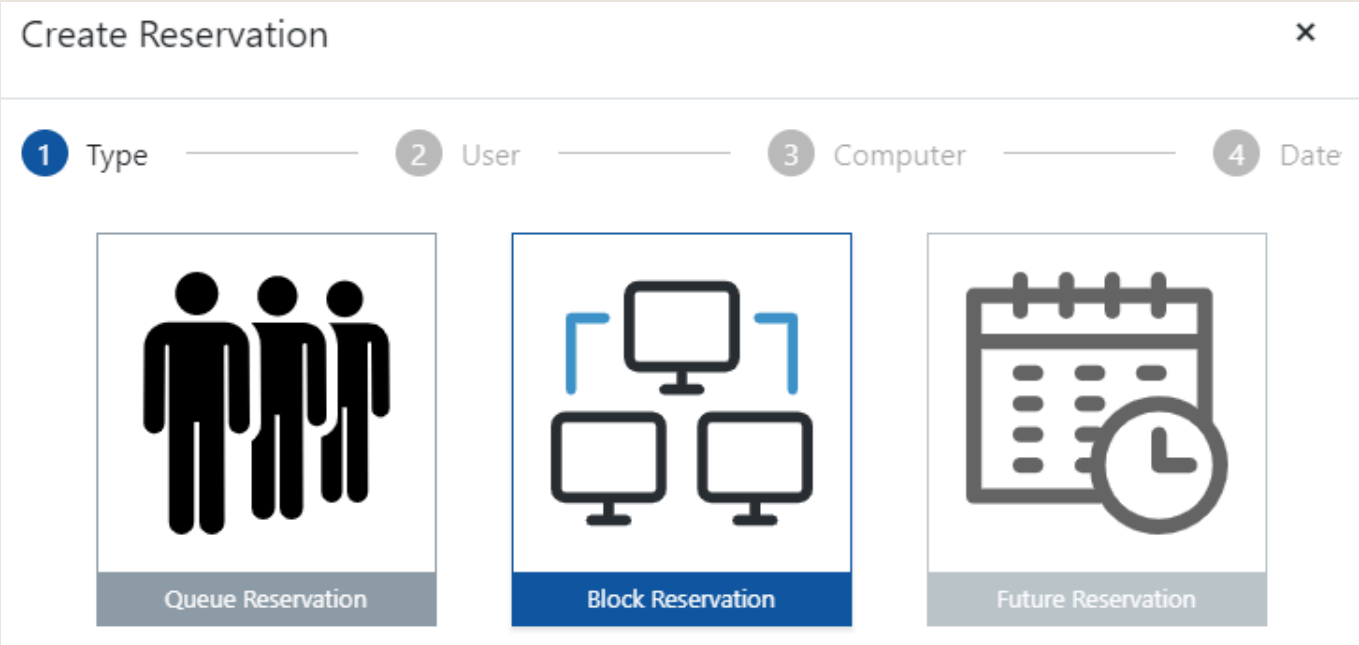 Create Reservation ×
1 Type 2 User 3 Computer 4 Date
Queue Reservation Block Reservation Future Reservation